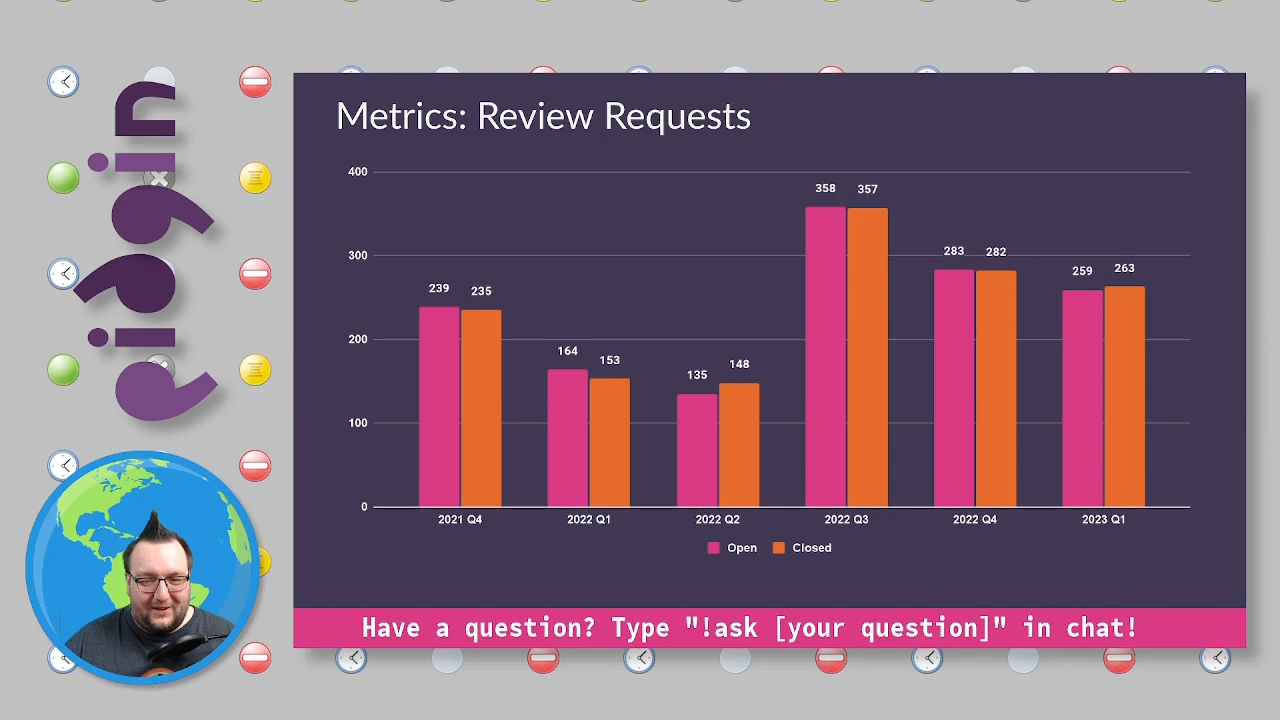 pidgin
Metrics: Review Requests
400
300
200
100
0
239 235
164 153
135 148
358 357
283 282
259 263
2021 Q4 2022 Q1 2022 Q2 2022 Q3 2022 Q4 2023 Q1
Open Closed
Have a question? Type "!ask [your question]" in chat!